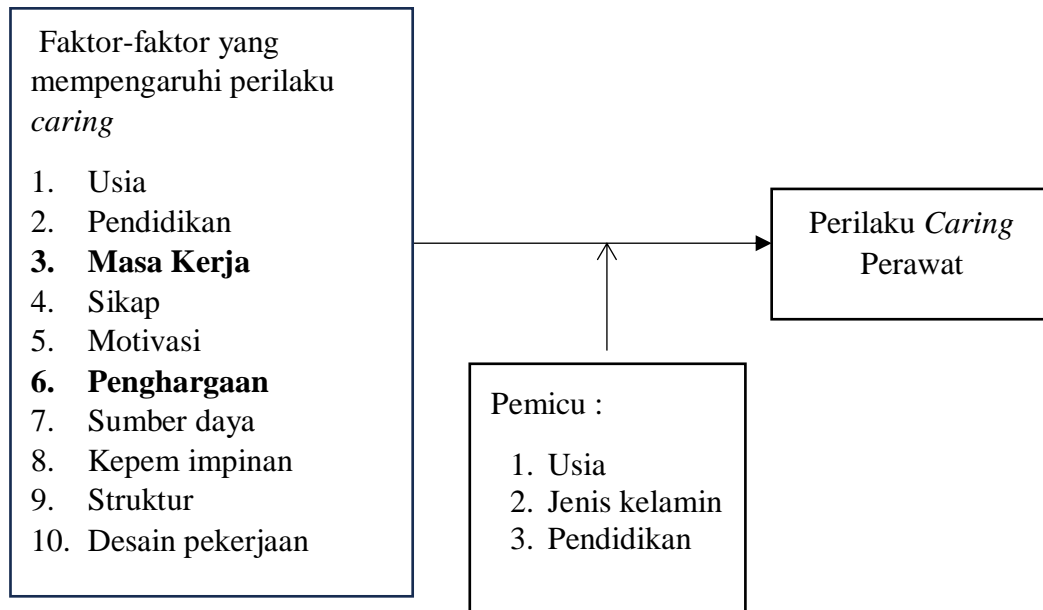 Faktor-faktor yang
mempengaruhi perilaku
caring
1. Usia
2. Pendidikan
3. Masa Kerja
4. Sikap
5. Motivasi
6. Penghargaan
7. Sumber daya
8. Kepem impinan
9. Struktur
10. Desain pekerjaan
Perilaku Caring
Perawat
Pemicu :
1. Usia
2. Jenis kelamin
3. Pendidikan